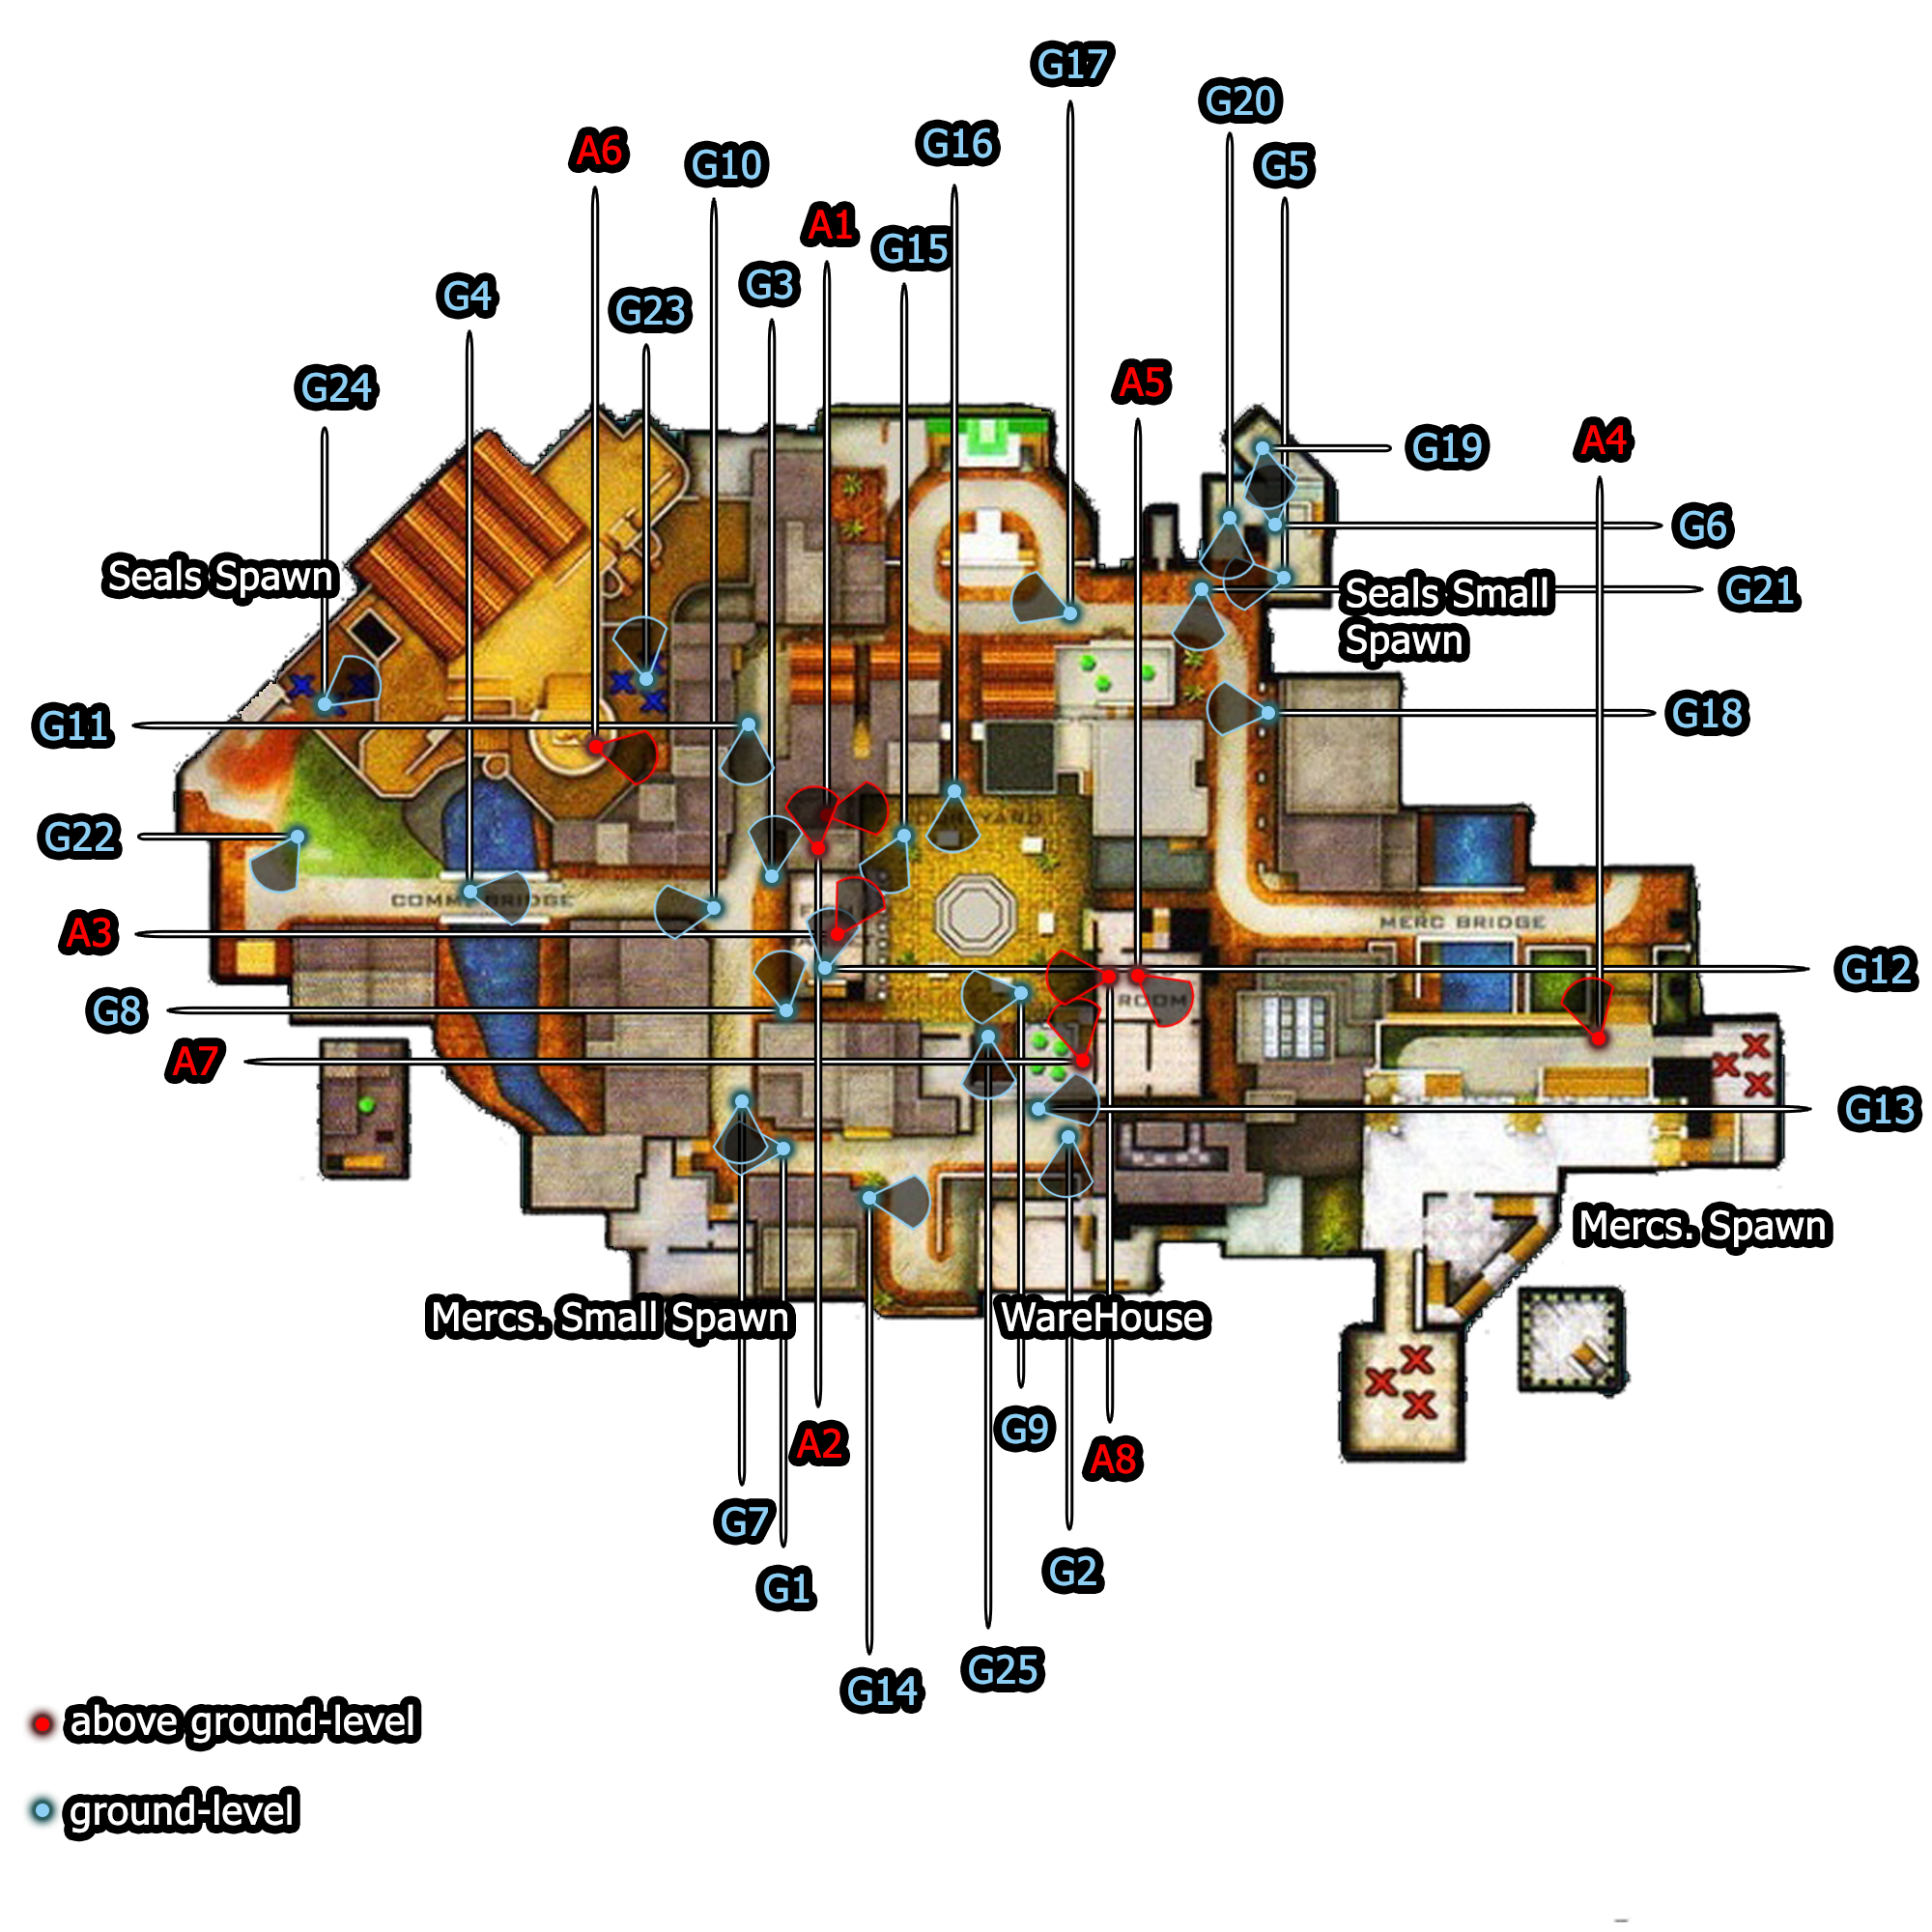 G17
G20
G16
A6
G10
G5
A1
G15
G3
G4
G23
G24
A5
A4
G19
G6
Seals Spawn
G21
Seals Small
Spawn
G11
G18
G22
COMM BRIDGE
A3
MERC BRIDGE
G12
G8
ROOM
A7
G13
Mercs. Spawn
Mercs. Small Spawn
WareHouse
G9
A2
A8
G7
G2
G1
G25
G14
above ground-level
ground-level